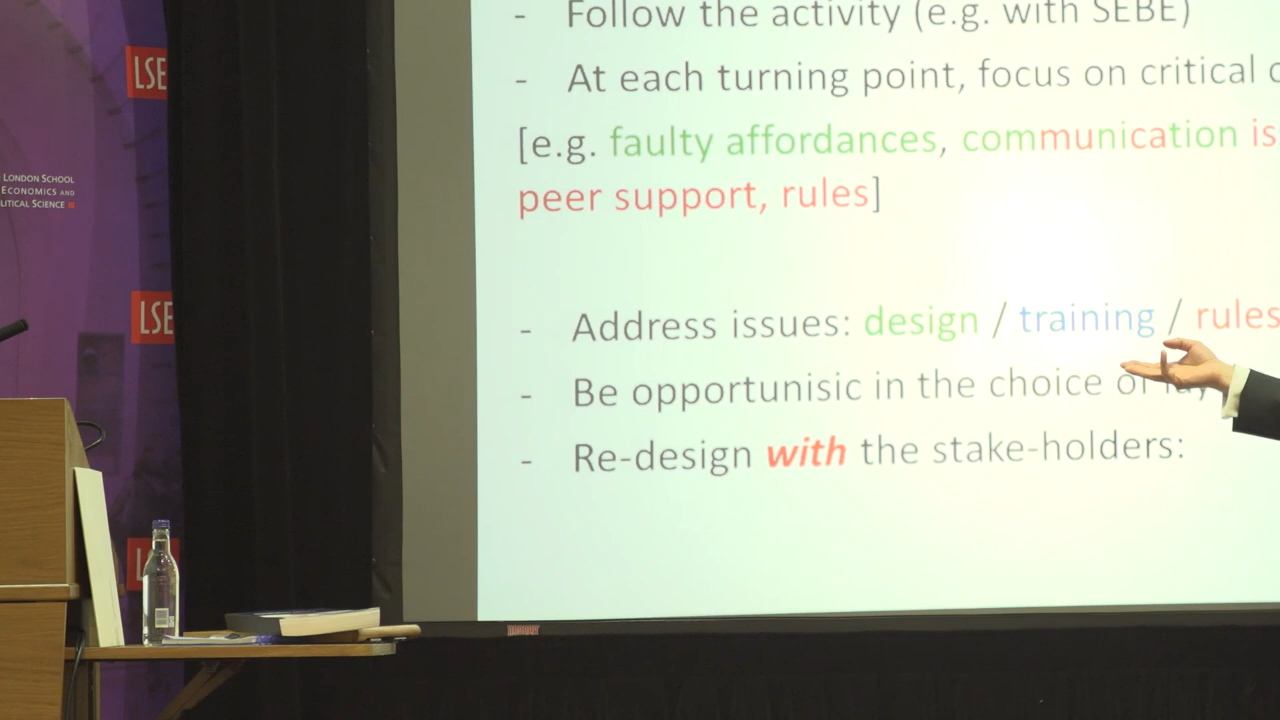 - Follow the activity (e.g. with SEBE)
- At each turning point, focus on critical
[e.g. faulty affordances, communication is
peer support, rules]
- Address issues: design / training / rules
- Be opportunisic in the choice of
- Re-design with the stake-holders:
LSE
LONDON SCHOOL
ECONOMICS AND
LITICAL SCIENCE
LSE
L